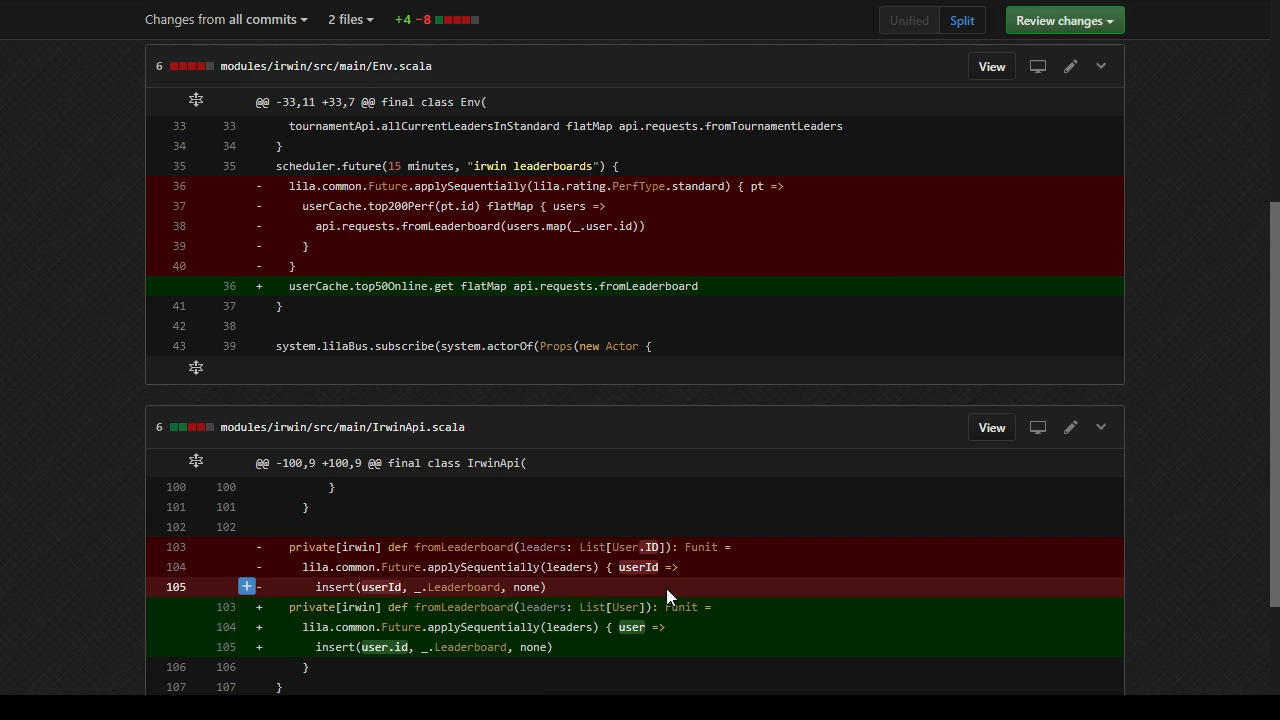 Changes from all commits 2 files +4 −8 Unified Split Review changes
6 modules/irwin/src/main/Env.scala View
@@ -33,11 +33,7 @@ final class Env(
33 33 tournamentApi.allCurrentLeadersInStandard flatMap api.requests.fromTournamentLeaders
34 34 }
35 35 scheduler.future(15 minutes, "irwin leaderboards") {
36 - lila.common.Future.applySequentially(lila.rating.PerfType.standard) { pt =>
37 - userCache.top200Perf(pt.id) flatMap { users =>
38 - api.requests.fromLeaderboard(users.map(_.user.id))
39 - }
40 - }
36 + userCache.top50Online.get flatMap api.requests.fromLeaderboard
41 37 }
42 38
43 39 system.lilaBus.subscribe(system.actorOf(Props(new Actor {
6 modules/irwin/src/main/IrwinApi.scala View
@@ -100,9 +100,9 @@ final class IrwinApi(
100 100 }
101 101 }
102 102
103 - private[irwin] def fromLeaderboard(leaders: List[User.ID]): Funit =
104 - lila.common.Future.applySequentially(leaders) { userId =>
105 + - insert(userId, _.Leaderboard, none)
103 + private[irwin] def fromLeaderboard(leaders: List[User]): Funit =
104 + lila.common.Future.applySequentially(leaders) { user =>
105 + insert(user.id, _.Leaderboard, none)
106 106 }
107 107 }